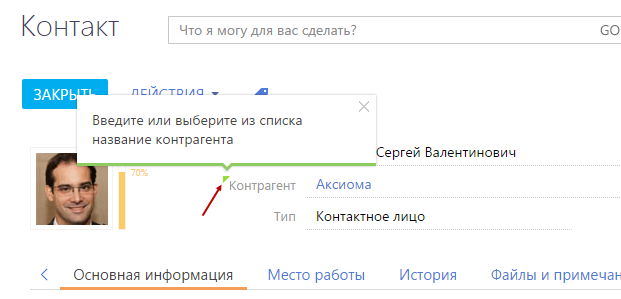 Контакт
Что я могу для вас сделать?
GO
ЗАКРЫТЬ
ДЕЙСТВИЯ
Введите или выберите из списка
название контрагента
Сергей Валентинович
70%
Контрагент
Аксиома
Тип
Контактное лицо
Основная информация
Место работы
История
Файлы и примечан